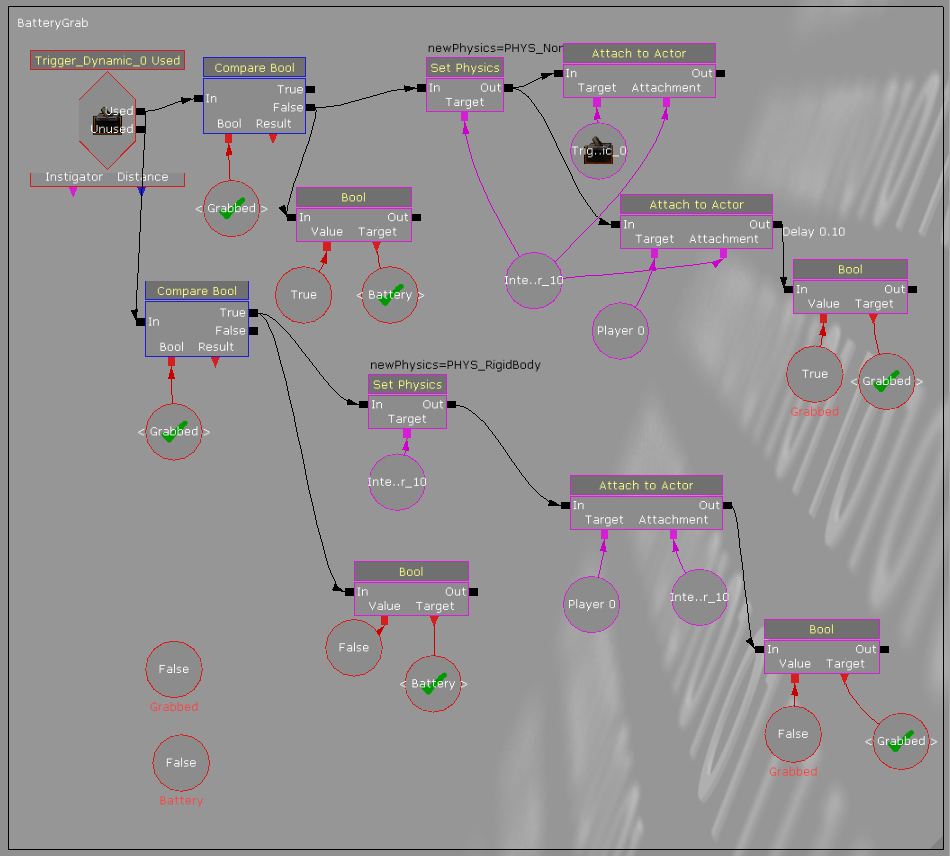 BatteryGrab
Trigger_Dynamic_0 Used
Used
Unused
Instigator Distance
Compare Bool
In
True
False
Bool Result
< Grabbed >
newPhysics=PHYS_Non
Set Physics
In Out
Target
Attach to Actor
In Out
Target Attachment
Trig..ic_0
Bool
In Out
Value Target
True
< Battery >
Attach to Actor
In Out
Target Attachment
Delay 0.10
Inte..r_10
Player 0
Bool
In Out
Value Target
True
Grabbed
< Grabbed >
Compare Bool
In
True
False
Bool Result
< Grabbed >
newPhysics=PHYS_RigidBody
Set Physics
In Out
Target
Inte..r_10
Attach to Actor
In Out
Target Attachment
Player 0
Inte..r_10
Bool
In Out
Value Target
False
< Battery >
Bool
In Out
Value Target
False
Grabbed
< Grabbed >
False
Grabbed
False
Battery